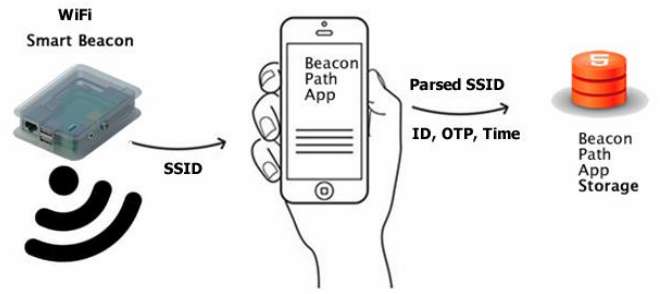 WiFi
Smart Beacon
SSID
Beacon
Path
App
Parsed SSID
ID, OTP, Time
5
Beacon
Path
App
Storage